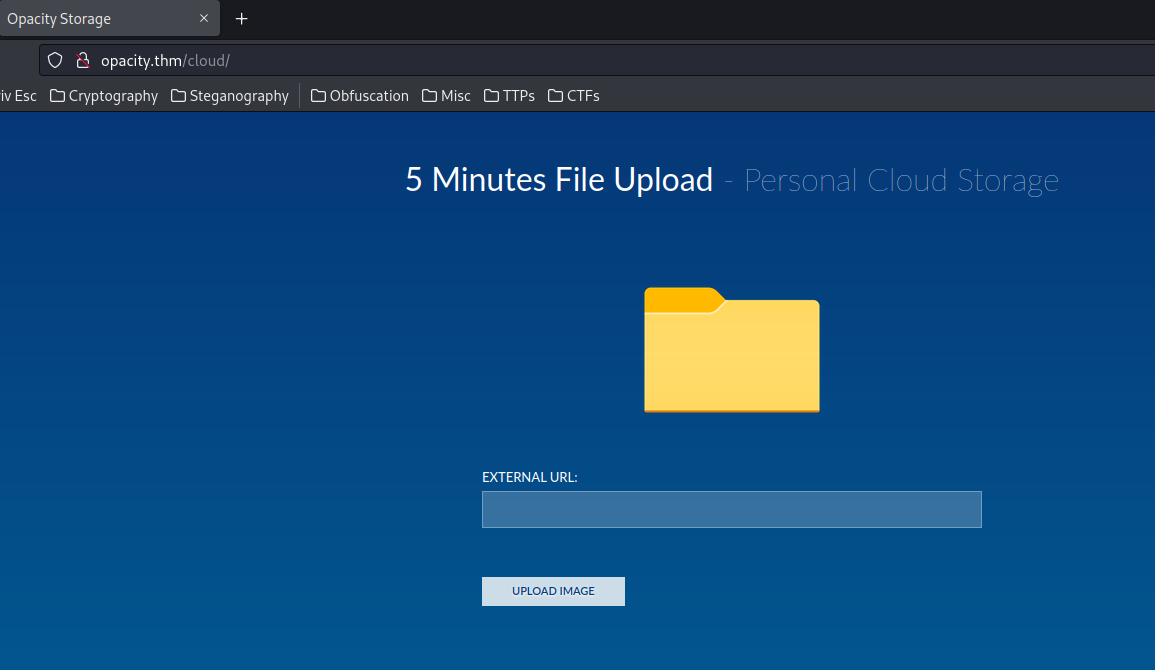 Opacity Storage
opacity.thm/cloud/
iv Esc Cryptography Steganography Obfuscation Misc TTPs CTFs
5 Minutes File Upload - Personal Cloud Storage
EXTERNAL URL:
UPLOAD IMAGE